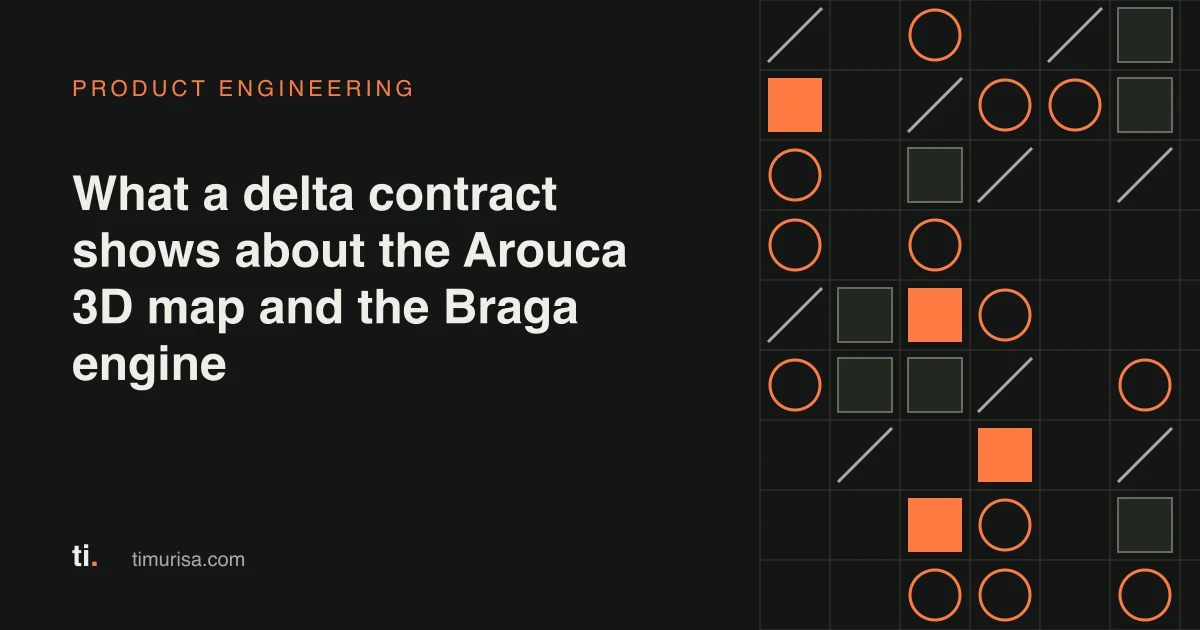 PRODUCT ENGINEERING
What a delta contract
shows about the Arouca
3D map and the Braga
engine
ti.
timurisa.com